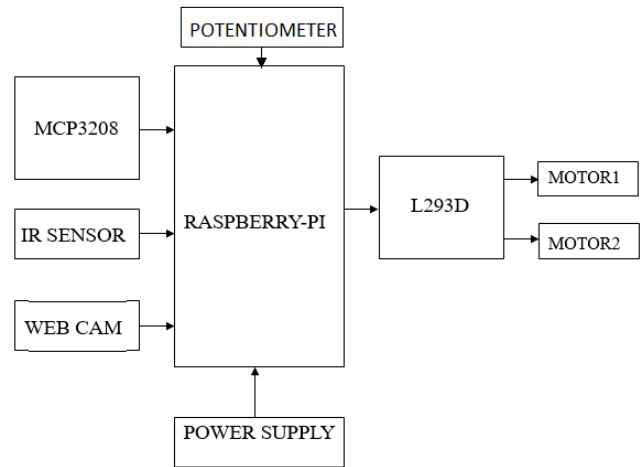 POTENTIOMETER
MCP3208
RASPBERRY-PI
L293D
MOTOR1
MOTOR2
IR SENSOR
WEB CAM
POWER SUPPLY